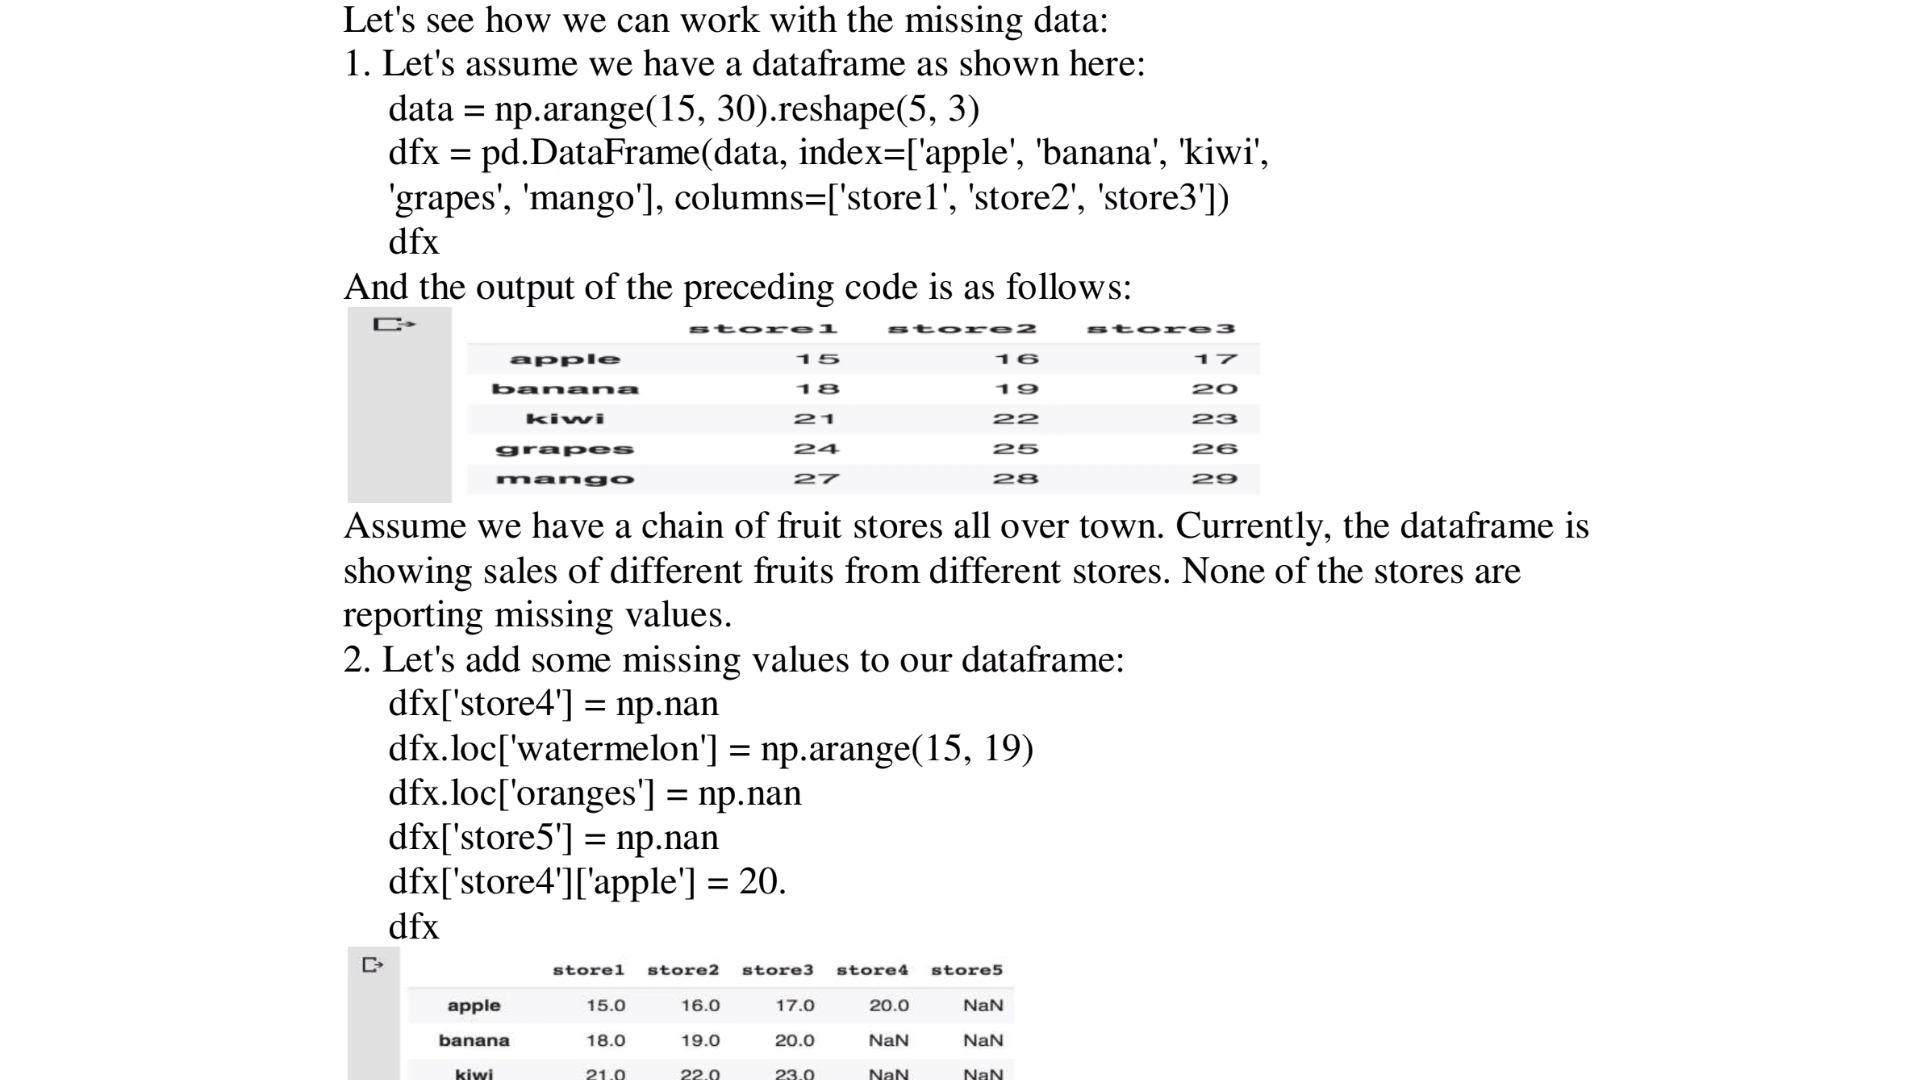 Let's see how we can work with the missing data:
1. Let's assume we have a dataframe as shown here:
data = np.arange(15, 30).reshape(5, 3)
dfx = pd.DataFrame(data, index=['apple', 'banana', 'kiwi',
'grapes', 'mango'], columns=['store1', 'store2', 'store3'])
dfx
And the output of the preceding code is as follows:
store1 store2 store3
apple 15 16 17
banana 18 19 20
kiwi 21 22 23
grapes 24 25 26
mango 27 28 29
Assume we have a chain of fruit stores all over town. Currently, the dataframe is
showing sales of different fruits from different stores. None of the stores are
reporting missing values.
2. Let's add some missing values to our dataframe:
dfx['store4'] = np.nan
dfx.loc['watermelon'] = np.arange(15, 19)
dfx.loc['oranges'] = np.nan
dfx['store5'] = np.nan
dfx['store4']['apple'] = 20.
dfx
store1 store2 store3 store4 store5
apple 15.0 16.0 17.0 20.0 NaN
banana 18.0 19.0 20.0 NaN NaN
kiwi 21.0 22.0 23.0 NaN NaN